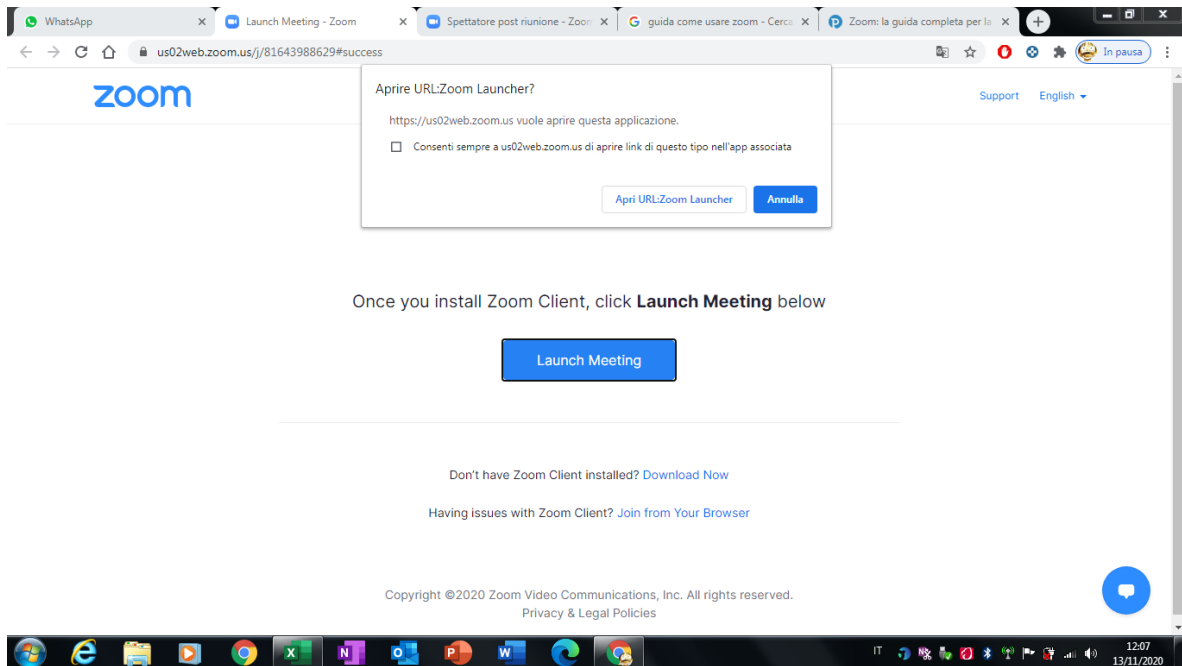 WhatsApp
Launch Meeting - Zoom
Spettatore post riunione - Zoom
guida come usare zoom - Cerca
Zoom: la guida completa per la
us02web.zoom.us/j/81643988629#success
In pausa
zoom
Support English
Aprire URL:Zoom Launcher?
https://us02web.zoom.us vuole aprire questa applicazione.
Consenti sempre a us02web.zoom.us di aprire link di questo tipo nell'app associata
Apri URL:Zoom Launcher Annulla
Once you install Zoom Client, click Launch Meeting below
Launch Meeting
Don't have Zoom Client installed? Download Now
Having issues with Zoom Client? Join from Your Browser
Copyright ©2020 Zoom Video Communications, Inc. All rights reserved.
Privacy & Legal Policies
IT
12:07
13/11/2020